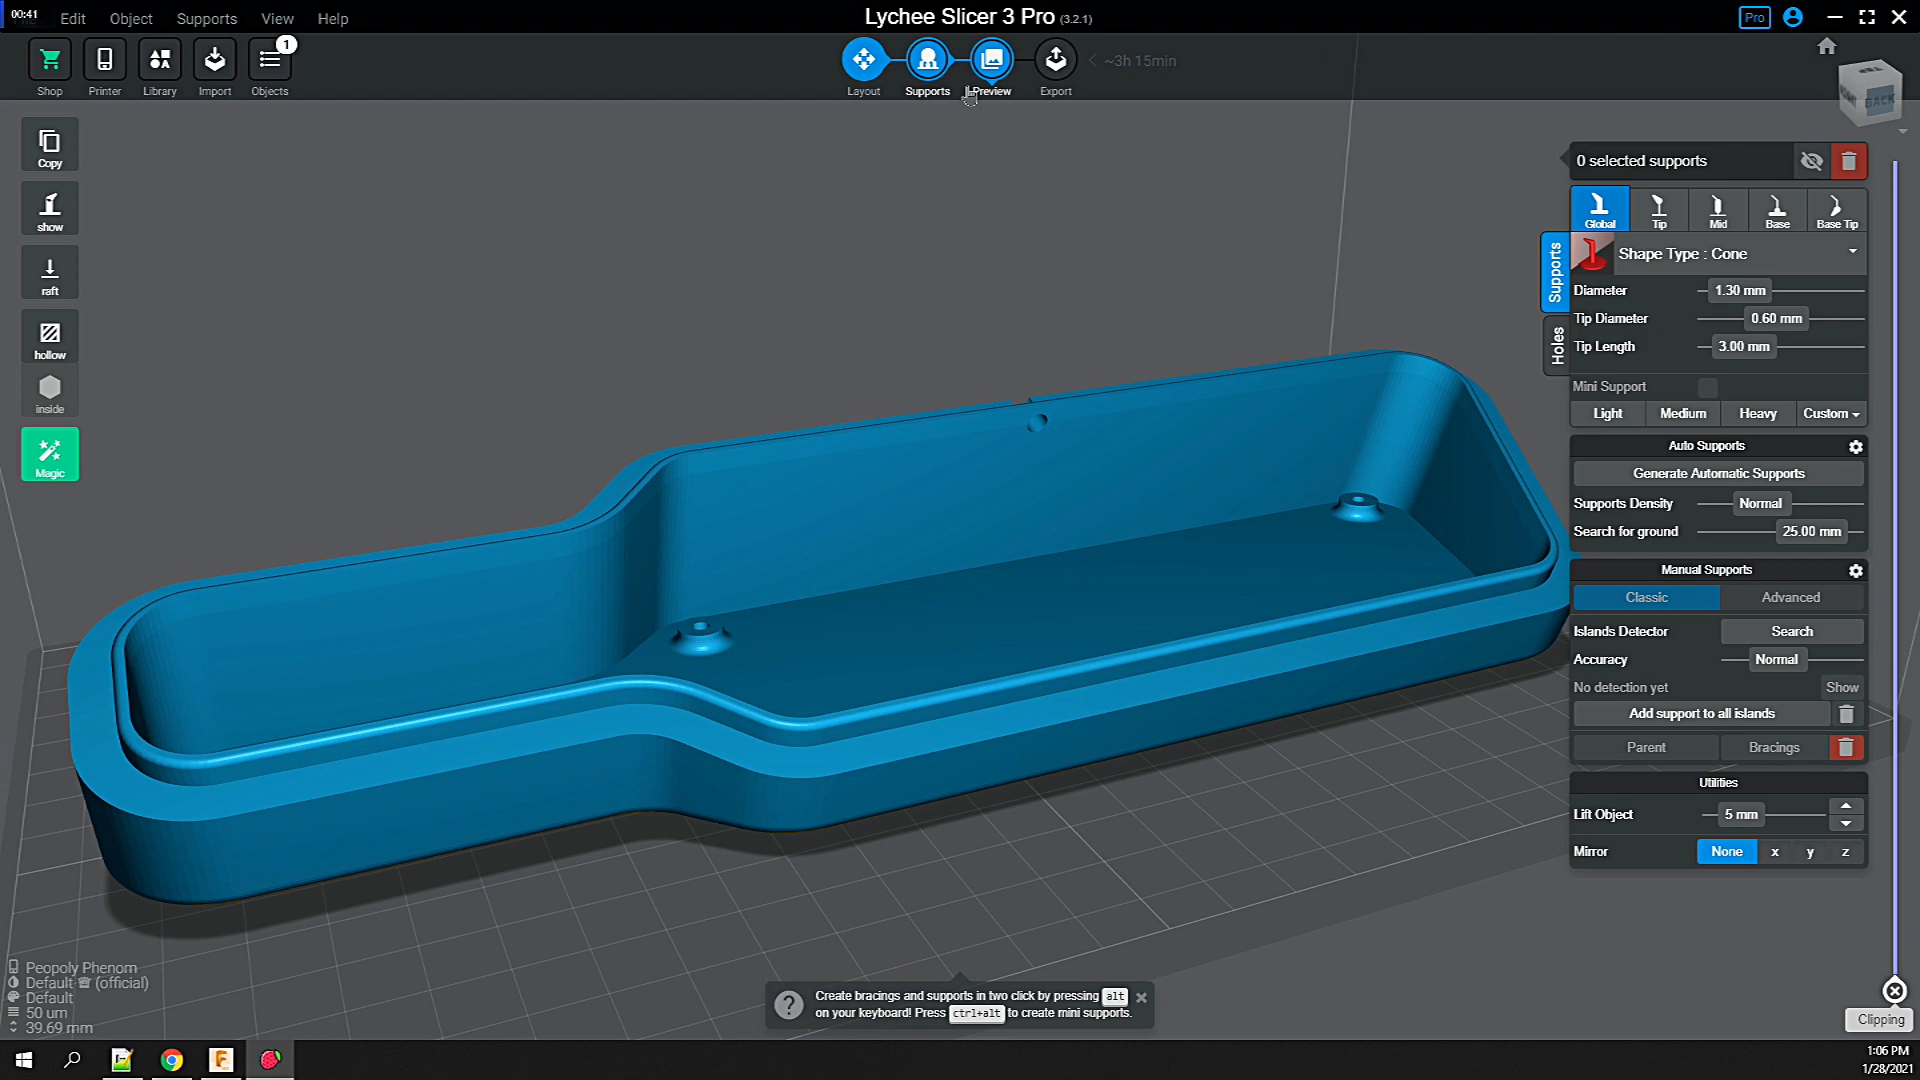 00:41
Edit Object Supports View Help
Lychee Slicer 3 Pro (3.2.1)
Pro
1
Shop Printer Library Import Objects
Layout Supports Preview Export
~3h 15min
BACK
Copy
show
raft
hollow
inside
Magic
0 selected supports
Global Tip Mid Base Base Tip
Supports
Holes
Shape Type : Cone
Diameter 1.30 mm
Tip Diameter 0.60 mm
Tip Length 3.00 mm
Mini Support
Light Medium Heavy Custom
Auto Supports
Generate Automatic Supports
Supports Density Normal
Search for ground 25.00 mm
Manual Supports
Classic Advanced
Islands Detector Search
Accuracy Normal
No detection yet Show
Add support to all islands
Parent Bracings
Utilities
Lift Object 5 mm
Mirror None x y z
Peopoly Phenom
Default (official)
Default
50 um
39.69 mm
? Create bracings and supports in two click by pressing alt
on your keyboard! Press ctrl+alt to create mini supports.
Clipping
1:06 PM
1/28/2021